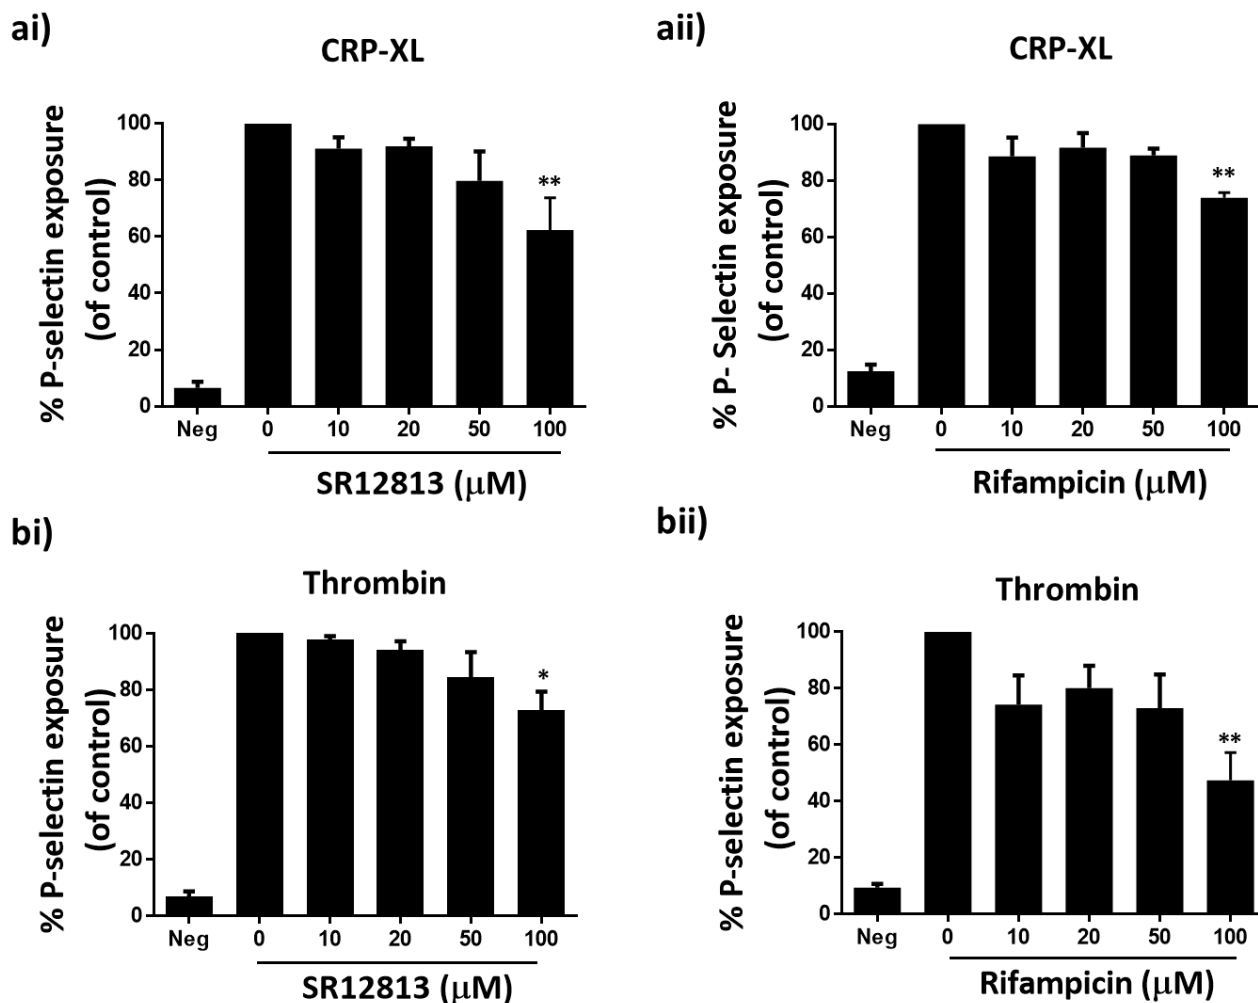 ai)
CRP-XL
% P-selectin exposure
(of control)
100
80
60
40
20
0
**
Neg 0 10 20 50 100
SR12813 (μM)
aii)
CRP-XL
% P- Selectin exposure
(of control)
100
80
60
40
20
0
**
Neg 0 10 20 50 100
Rifampicin (μM)
bi)
Thrombin
% P-selectin exposure
(of control)
100
80
60
40
20
0
*
Neg 0 10 20 50 100
SR12813 (μM)
bii)
Thrombin
% P-selectin exposure
(of control)
100
80
60
40
20
0
**
Neg 0 10 20 50 100
Rifampicin (μM)